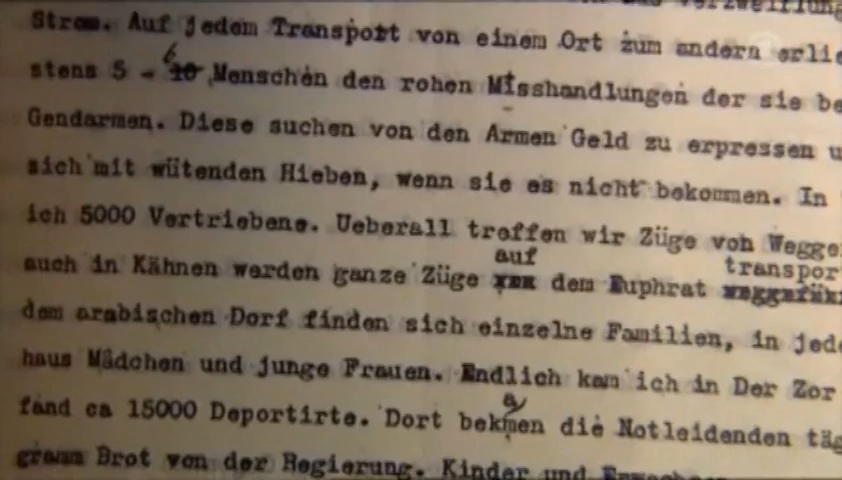 Verzweiflung
Strom. Auf jedem Transport von einem Ort zum andern erlie
stens 5 - 6 Menschen den rohen Misshandlungen der sie be
Gendarmen. Diese suchen von den Armen Geld zu erpressen u
sich mit wütenden Hieben, wenn sie es nicht bekommen. In
ich 5000 Vertriebene. Ueberall treffen wir Züge von Wegge
auch in Kähnen werden ganze Züge auf dem Euphrat transpor
dem arabischen Dorf finden sich einzelne Familien, in jede
haus Mädchen und junge Frauen. Endlich kam ich in Der Zor
fand ca 15000 Deportirte. Dort bekamen die Notleidenden täg
gramm Brot von der Regierung. Kinder und